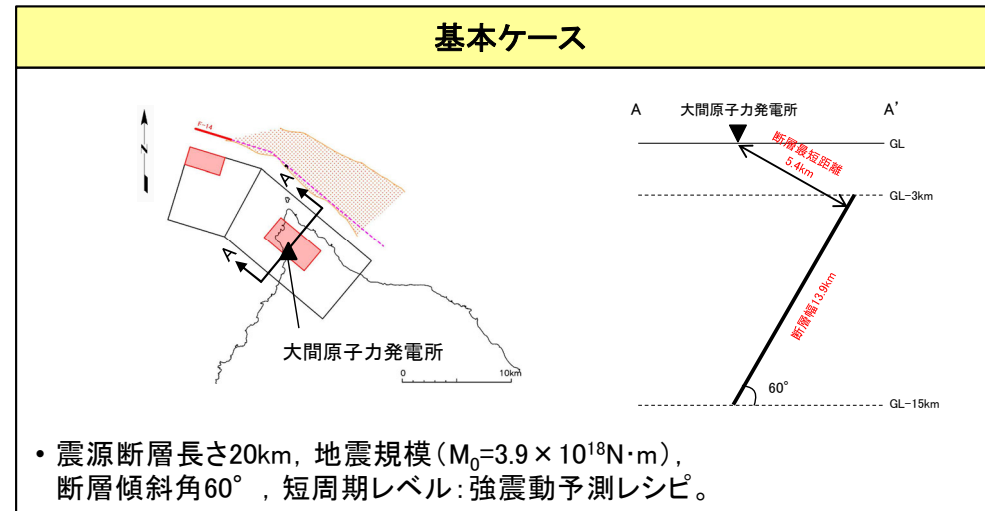 基本ケース
N
F-14
A
A
大間原子力発電所
0 10km
A 大間原子力発電所 A’
GL
断層最短距離
5.4km
GL-3km
断層幅13.9km
60°
GL-15km
• 震源断層長さ20km，地震規模（M₀=3.9×10¹⁸N･m），
断層傾斜角60°，短周期レベル：強震動予測レシピ。